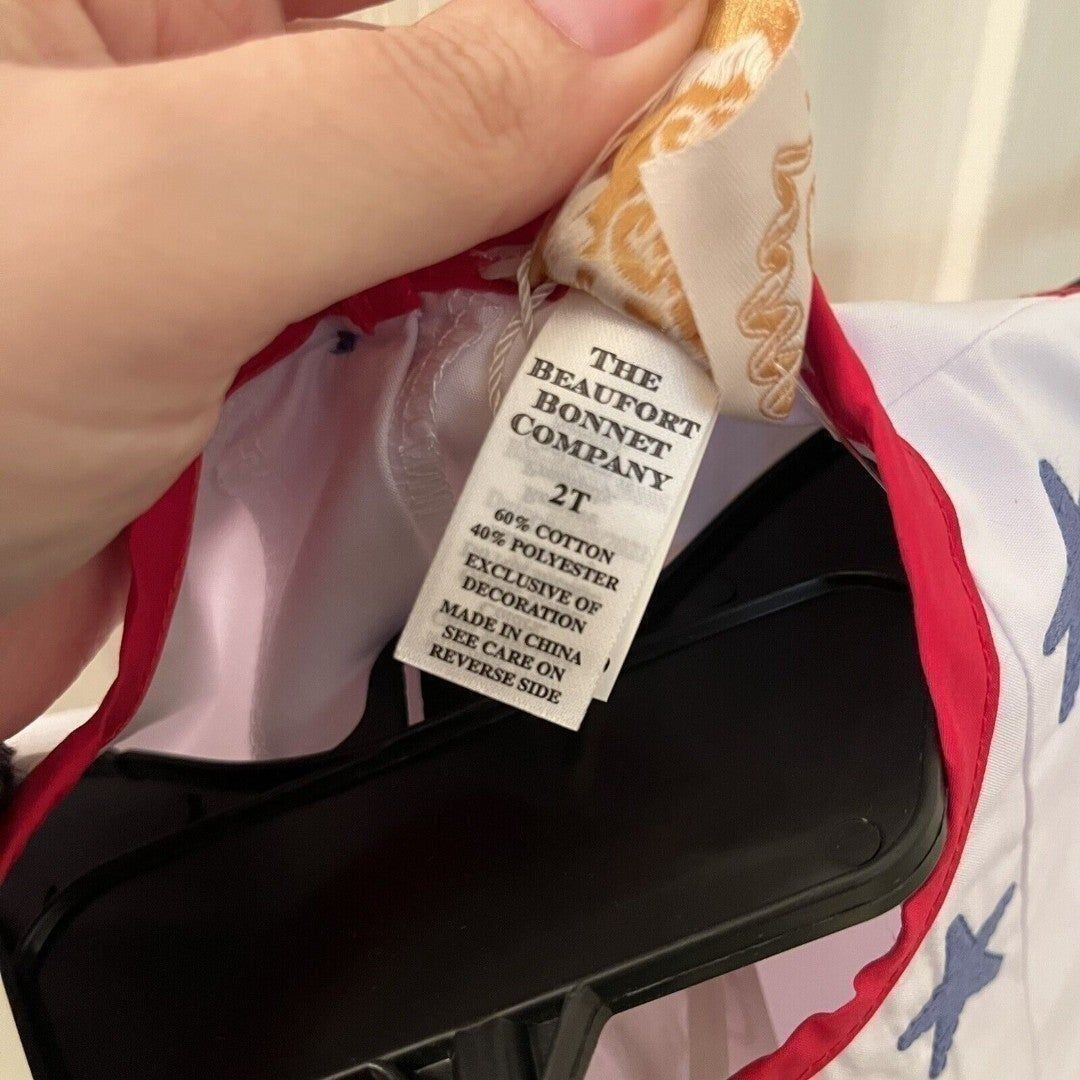 THE
BEAUFORT
BONNET
COMPANY
2T
60% COTTON
40% POLYESTER
EXCLUSIVE OF
DECORATION
MADE IN CHINA
SEE CARE ON
REVERSE SIDE